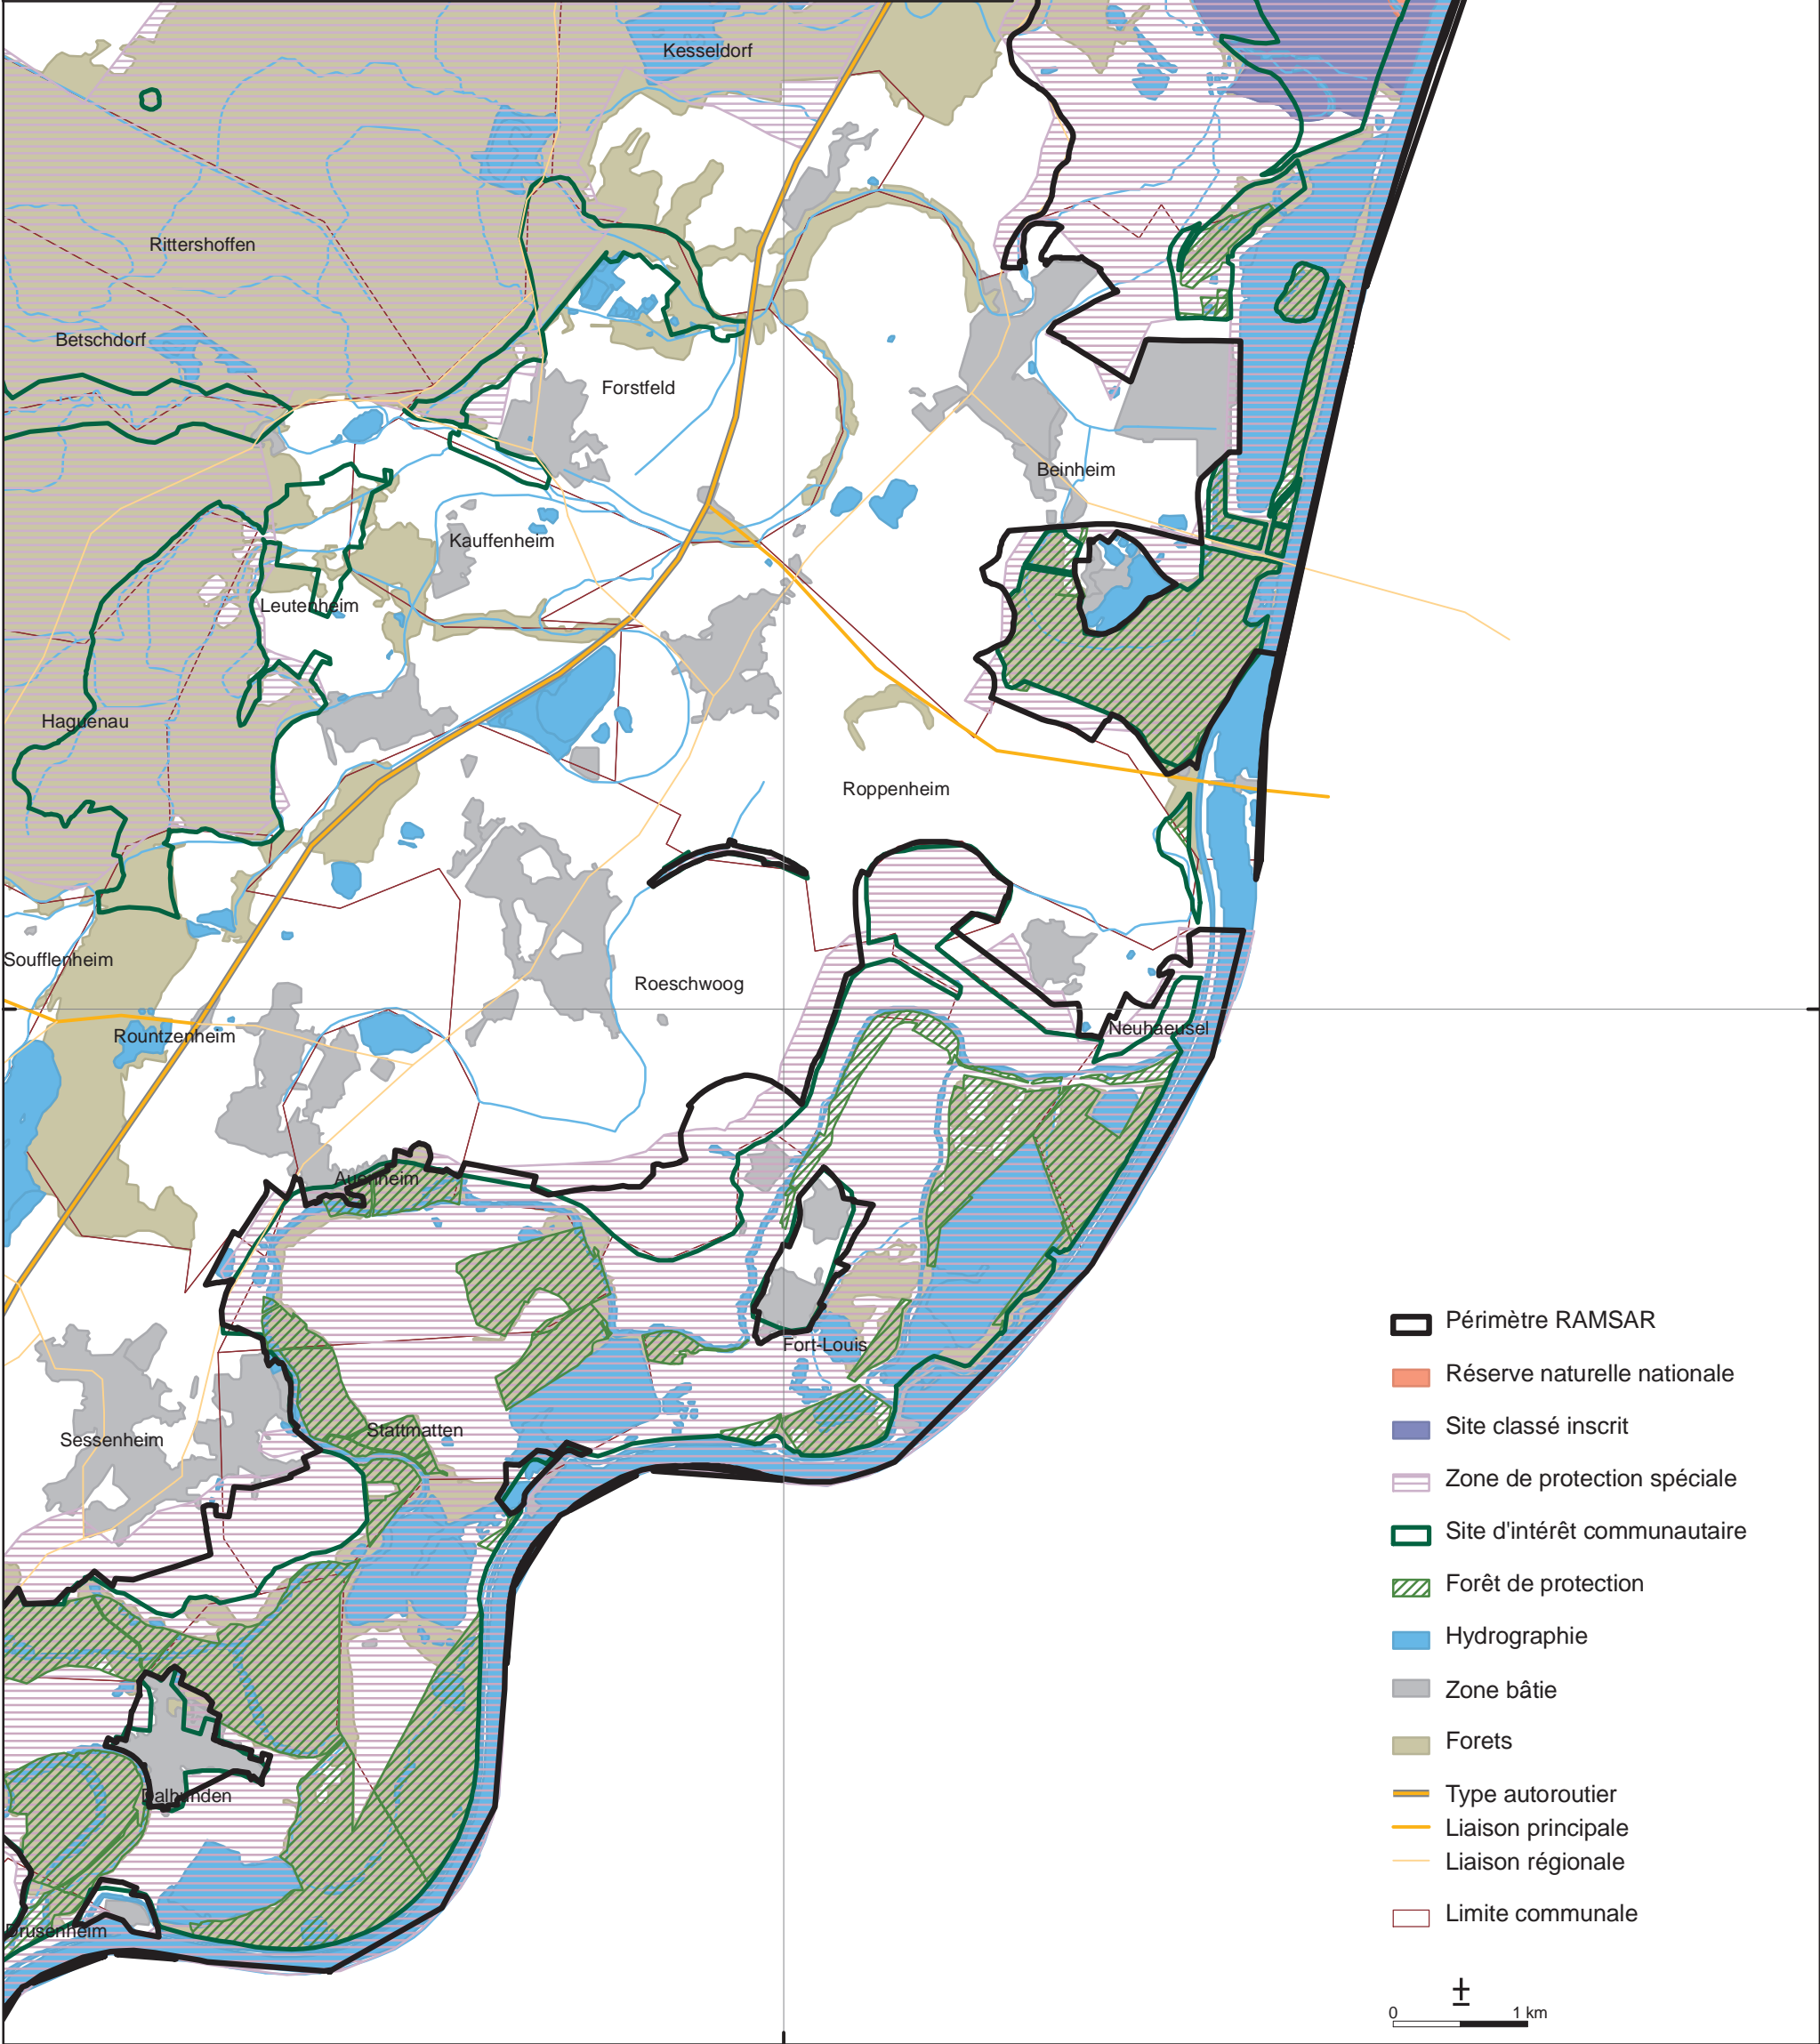 Kesseldorf
Rittershoffen
Betschdorf
Forstfeld
Beinheim
Kauffenheim
Leutenheim
Haguenau
Roppenheim
Soufflenheim
Roeschwoog
Rountzenheim
Neuhaeusel
Auenheim
Fort-Louis
Stattmatten
Sessenheim
Dalhunden
Drusenheim
Périmètre RAMSAR
Réserve naturelle nationale
Site classé inscrit
Zone de protection spéciale
Site d'intérêt communautaire
Forêt de protection
Hydrographie
Zone bâtie
Forets
Type autoroutier
Liaison principale
Liaison régionale
Limite communale
±
0 1 km